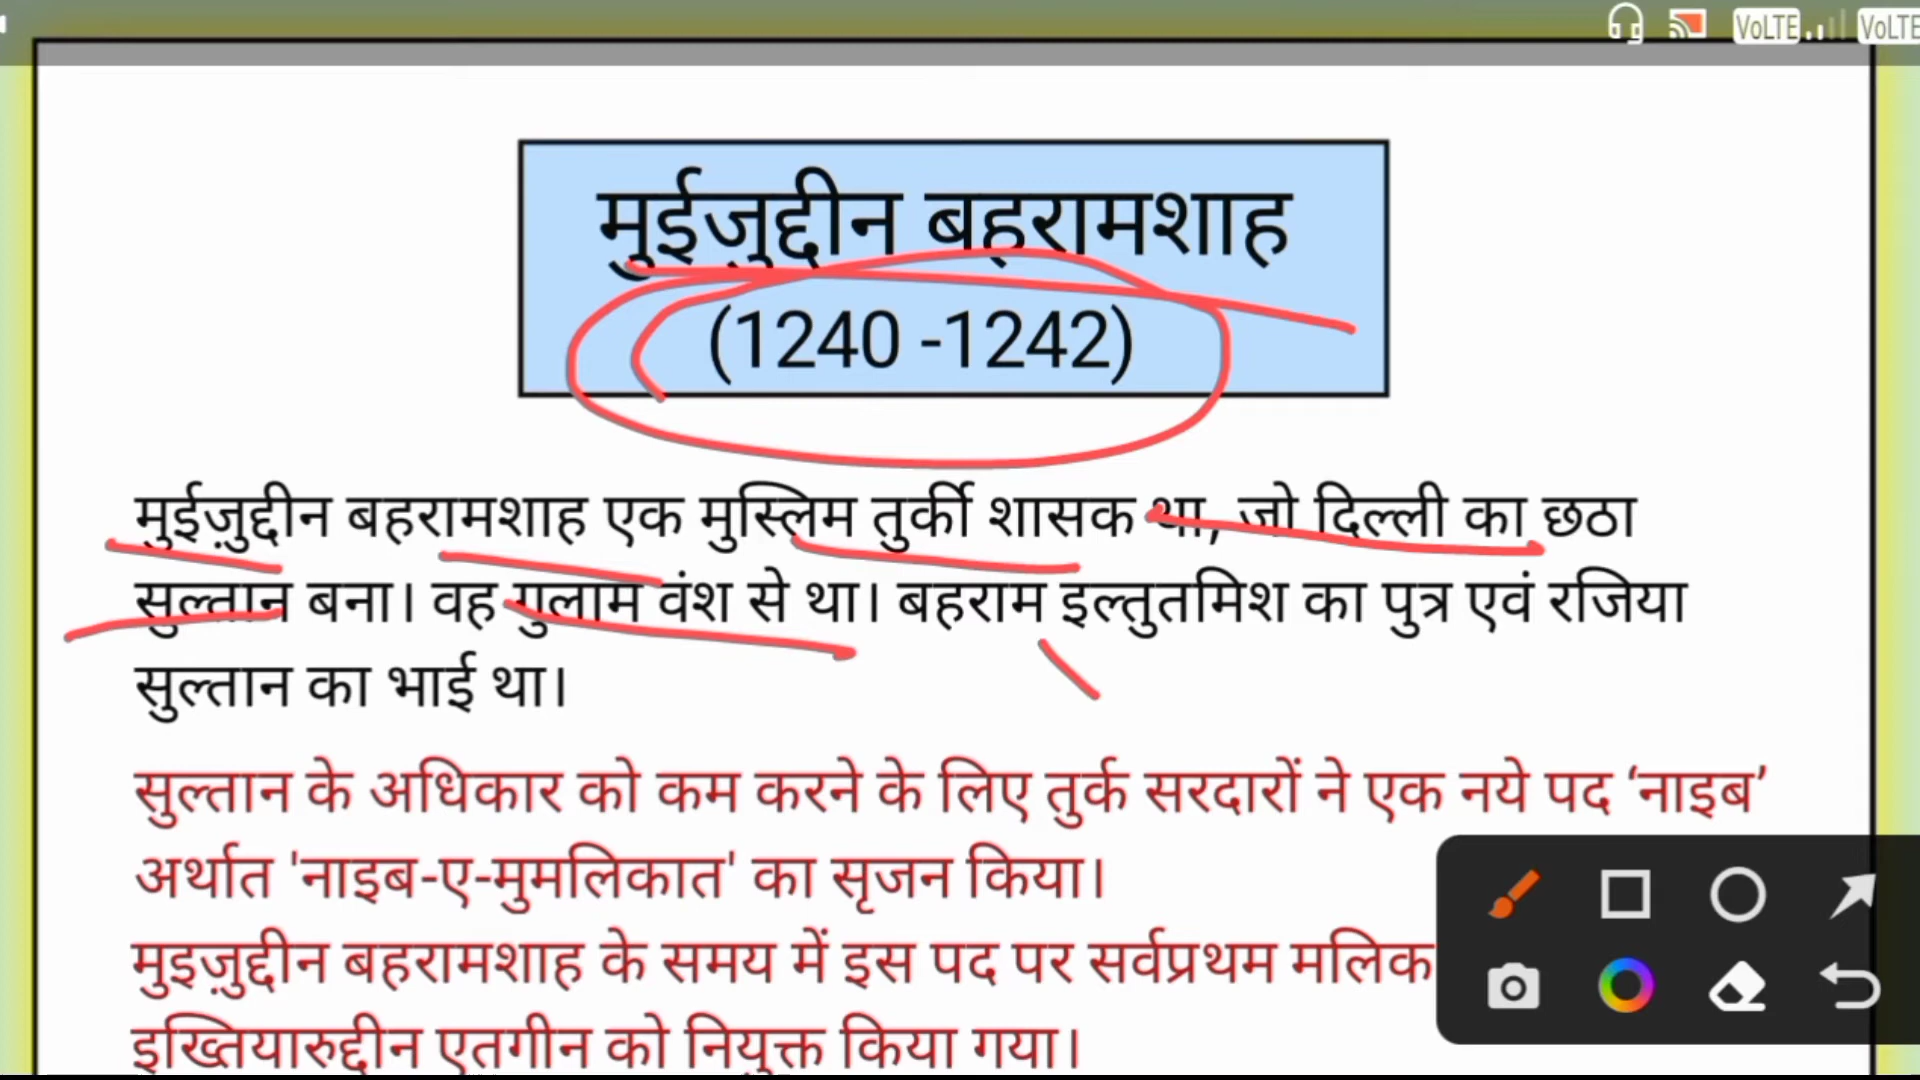 VoLTE VoLTE
मुईजुद्दीन बहरामशाह
(1240 -1242)
मुईज़ुद्दीन बहरामशाह एक मुस्लिम तुर्की शासक था, जो दिल्ली का छठा
सुल्तान बना। वह गुलाम वंश से था। बहराम इल्तुतमिश का पुत्र एवं रजिया
सुल्तान का भाई था।
सुल्तान के अधिकार को कम करने के लिए तुर्क सरदारों ने एक नये पद ‘नाइब’
अर्थात 'नाइब-ए-मुमलिकात' का सृजन किया।
मुइज़ुद्दीन बहरामशाह के समय में इस पद पर सर्वप्रथम मलिक
इख्तियारुद्दीन एतगीन को नियुक्त किया गया।